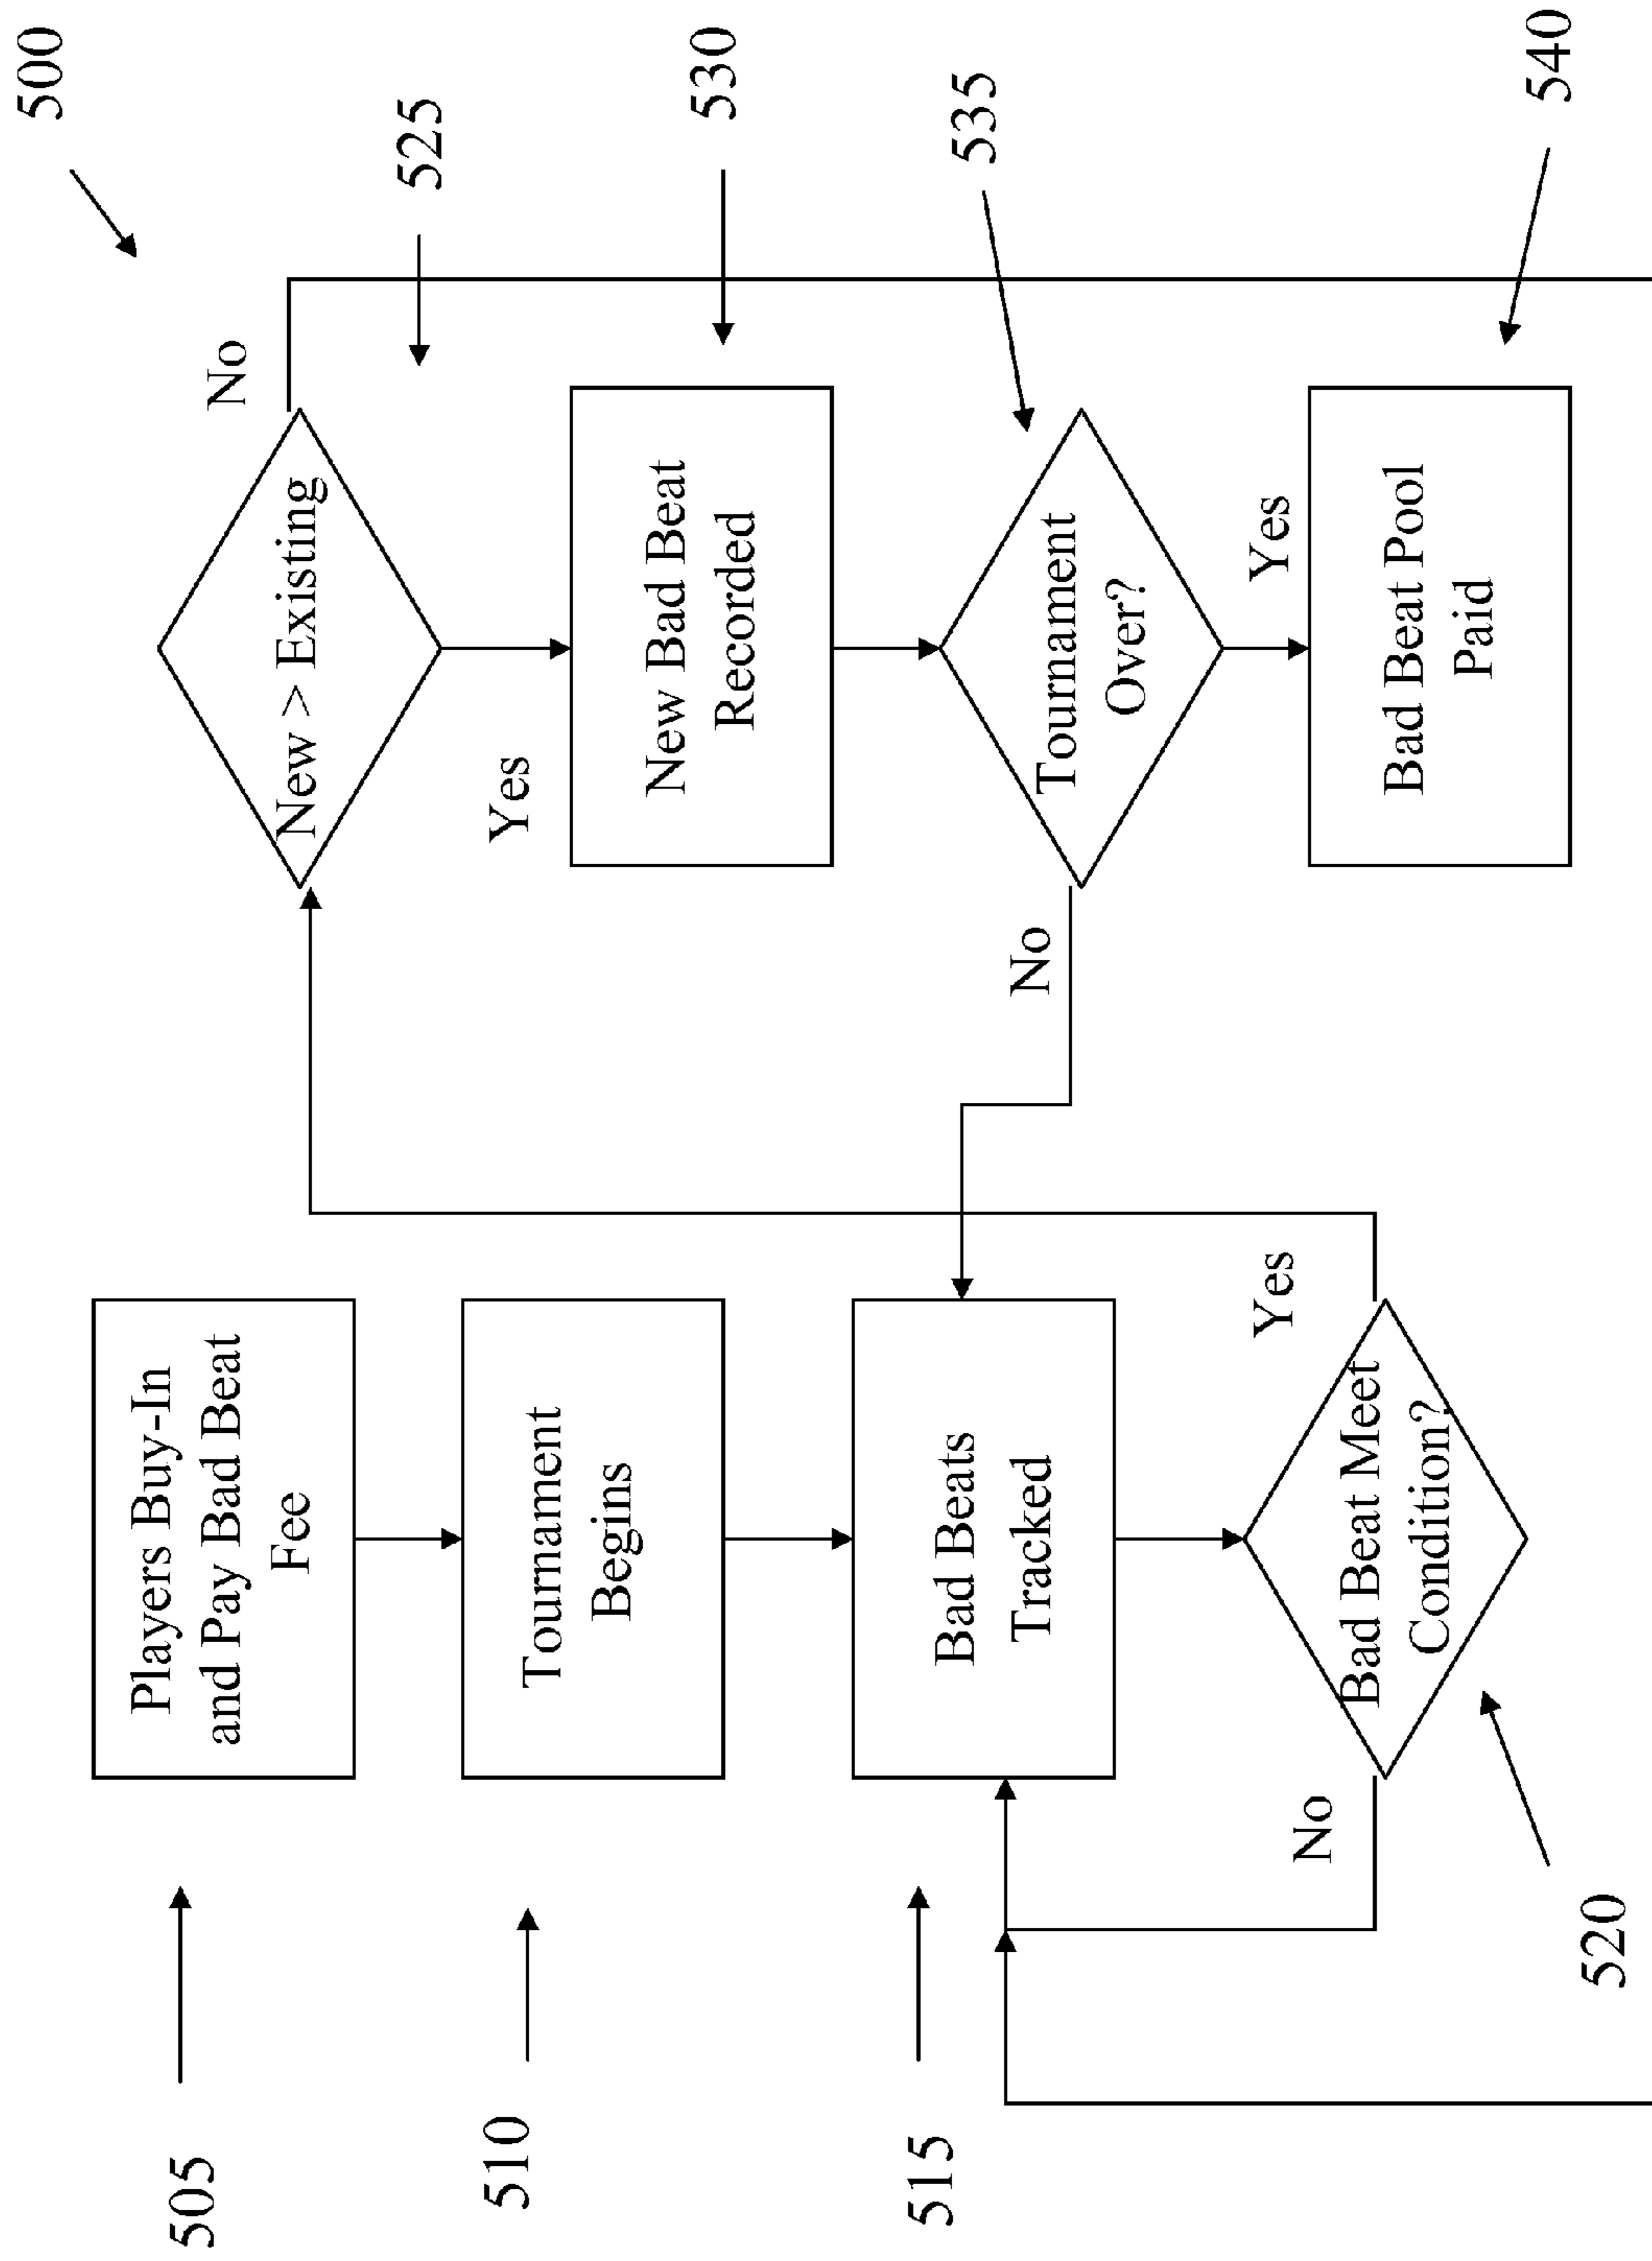 500
505
Players Buy-In
and Pay Bad Beat
Fee
510
Tournament
Begins
515
Bad Beats
Tracked
520
Bad Beat Meet
Condition?
No
Yes
New > Existing
No
525
Yes
530
New Bad Beat
Recorded
535
Tournament
Over?
No
Yes
540
Bad Beat Pool
Paid